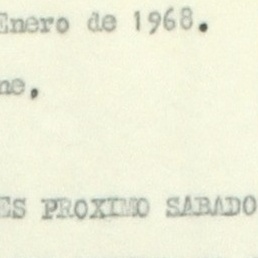 Enero de 1968.
ne.
ES PROXIMO SABADO